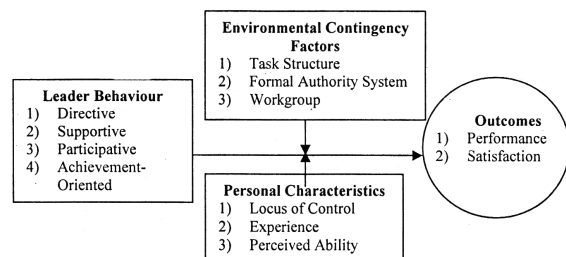 Environmental Contingency
Factors
1) Task Structure
2) Formal Authority System
3) Workgroup
Leader Behaviour
1) Directive
2) Supportive
3) Participative
4) Achievement-
Oriented
Outcomes
1) Performance
2) Satisfaction
Personal Characteristics
1) Locus of Control
2) Experience
3) Perceived Ability